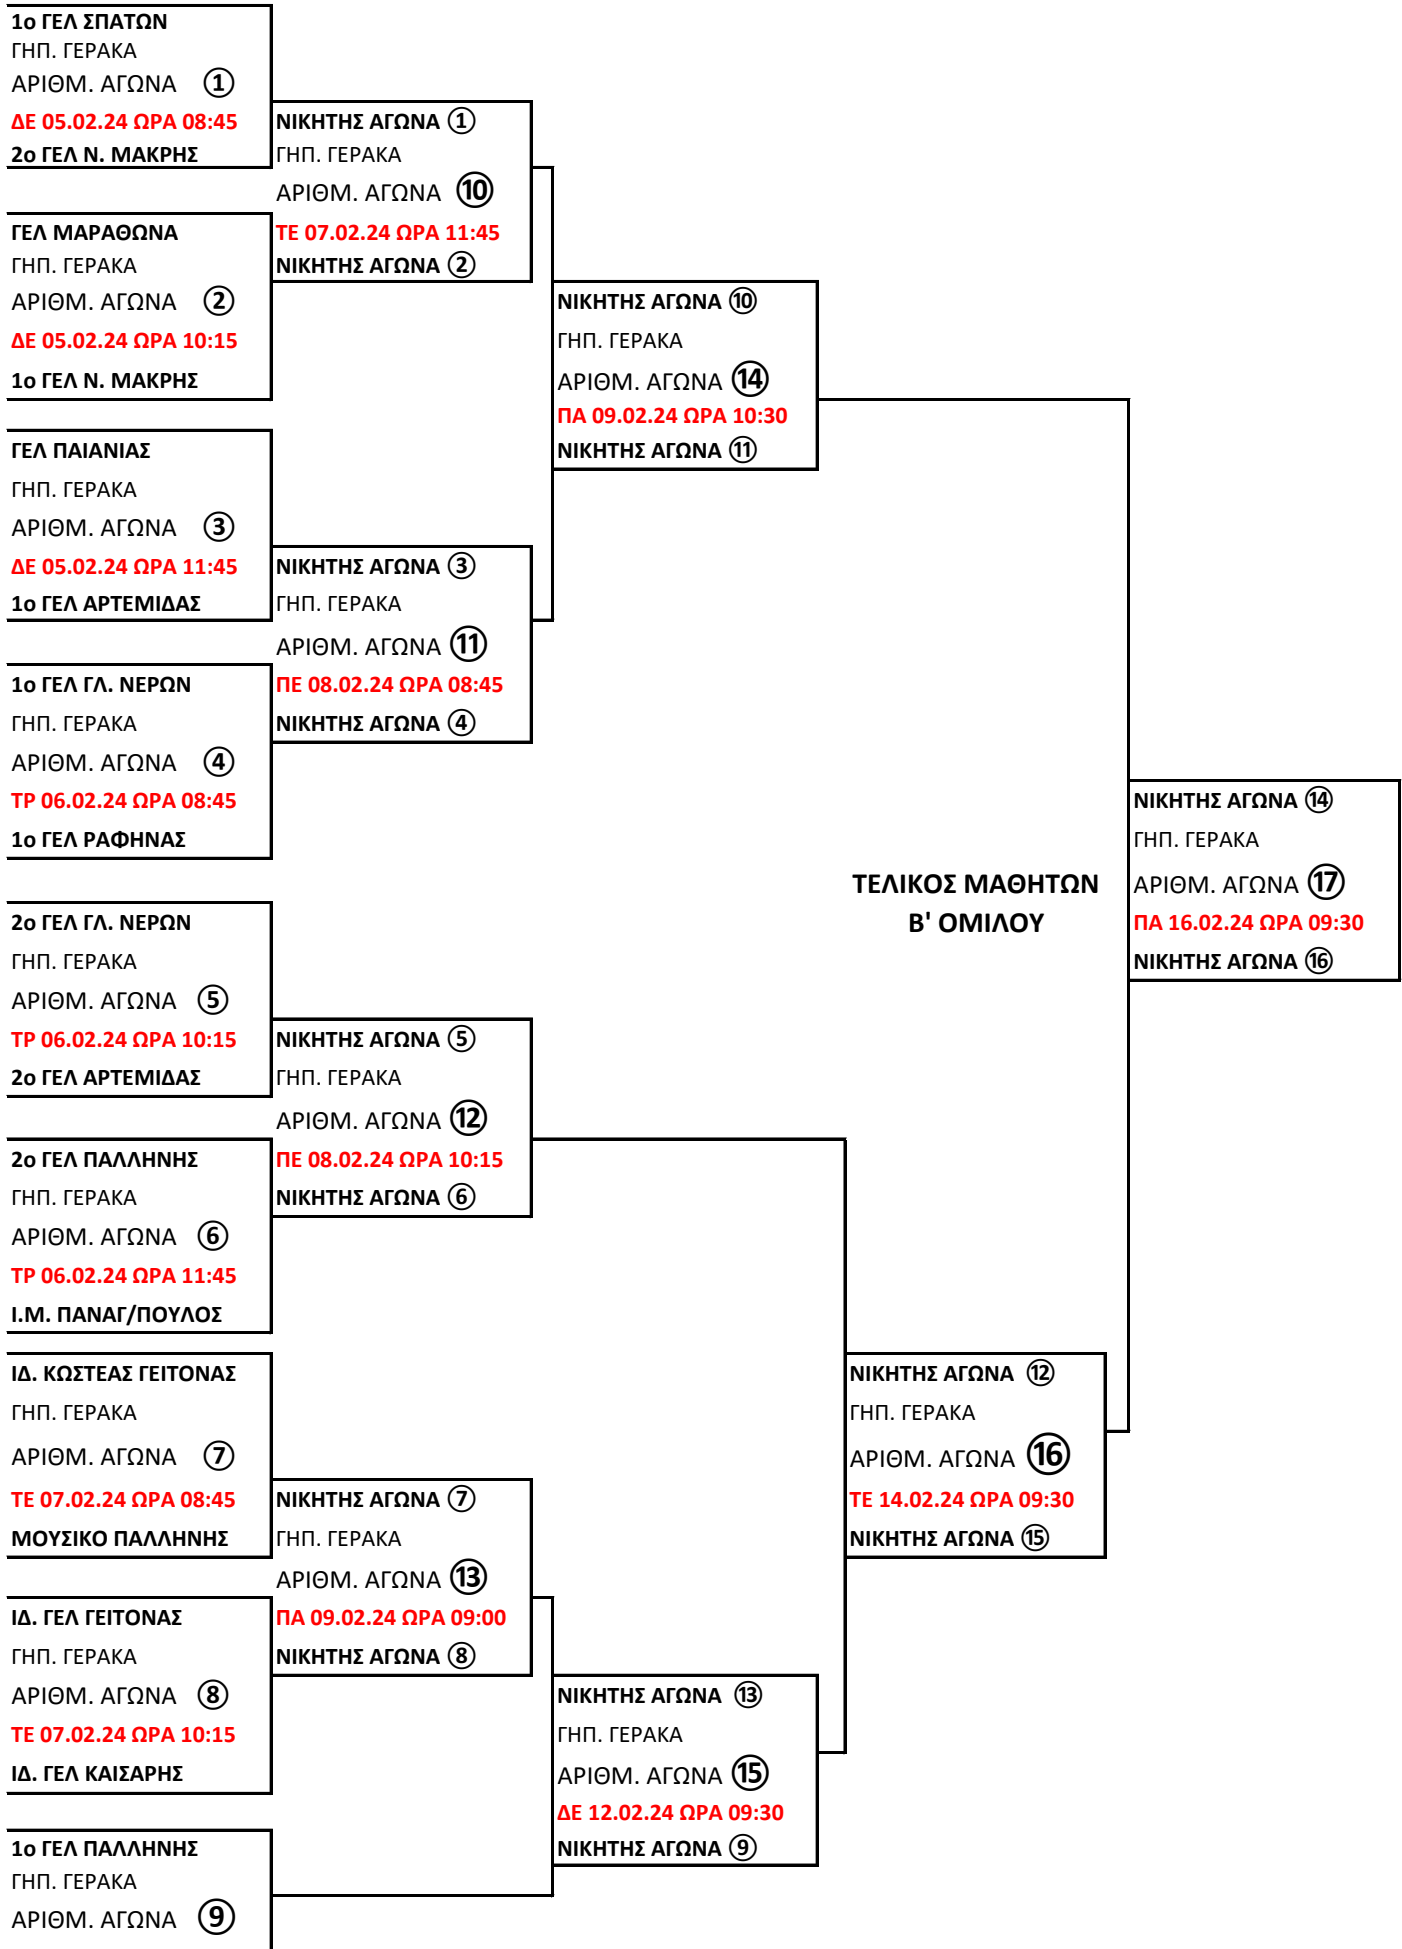 1ο ΓΕΛ ΣΠΑΤΩΝ
ΓΗΠ. ΓΕΡΑΚΑ
ΑΡΙΘΜ. ΑΓΩΝΑ ①
ΔΕ 05.02.24 ΩΡΑ 08:45
2ο ΓΕΛ Ν. ΜΑΚΡΗΣ
ΓΕΛ ΜΑΡΑΘΩΝΑ
ΓΗΠ. ΓΕΡΑΚΑ
ΑΡΙΘΜ. ΑΓΩΝΑ ②
ΔΕ 05.02.24 ΩΡΑ 10:15
1ο ΓΕΛ Ν. ΜΑΚΡΗΣ
ΓΕΛ ΠΑΙΑΝΙΑΣ
ΓΗΠ. ΓΕΡΑΚΑ
ΑΡΙΘΜ. ΑΓΩΝΑ ③
ΔΕ 05.02.24 ΩΡΑ 11:45
1ο ΓΕΛ ΑΡΤΕΜΙΔΑΣ
1ο ΓΕΛ ΓΛ. ΝΕΡΩΝ
ΓΗΠ. ΓΕΡΑΚΑ
ΑΡΙΘΜ. ΑΓΩΝΑ ④
ΤΡ 06.02.24 ΩΡΑ 08:45
1ο ΓΕΛ ΡΑΦΗΝΑΣ
2ο ΓΕΛ ΓΛ. ΝΕΡΩΝ
ΓΗΠ. ΓΕΡΑΚΑ
ΑΡΙΘΜ. ΑΓΩΝΑ ⑤
ΤΡ 06.02.24 ΩΡΑ 10:15
2ο ΓΕΛ ΑΡΤΕΜΙΔΑΣ
2ο ΓΕΛ ΠΑΛΛΗΝΗΣ
ΓΗΠ. ΓΕΡΑΚΑ
ΑΡΙΘΜ. ΑΓΩΝΑ ⑥
ΤΡ 06.02.24 ΩΡΑ 11:45
Ι.Μ. ΠΑΝΑΓ/ΠΟΥΛΟΣ
ΙΔ. ΚΩΣΤΕΑΣ ΓΕΙΤΟΝΑΣ
ΓΗΠ. ΓΕΡΑΚΑ
ΑΡΙΘΜ. ΑΓΩΝΑ ⑦
ΤΕ 07.02.24 ΩΡΑ 08:45
ΜΟΥΣΙΚΟ ΠΑΛΛΗΝΗΣ
ΙΔ. ΓΕΛ ΓΕΙΤΟΝΑΣ
ΓΗΠ. ΓΕΡΑΚΑ
ΑΡΙΘΜ. ΑΓΩΝΑ ⑧
ΤΕ 07.02.24 ΩΡΑ 10:15
ΙΔ. ΓΕΛ ΚΑΙΣΑΡΗΣ
1ο ΓΕΛ ΠΑΛΛΗΝΗΣ
ΓΗΠ. ΓΕΡΑΚΑ
ΑΡΙΘΜ. ΑΓΩΝΑ ⑨
ΝΙΚΗΤΗΣ ΑΓΩΝΑ ①
ΓΗΠ. ΓΕΡΑΚΑ
ΑΡΙΘΜ. ΑΓΩΝΑ ⑩
ΤΕ 07.02.24 ΩΡΑ 11:45
ΝΙΚΗΤΗΣ ΑΓΩΝΑ ②
ΝΙΚΗΤΗΣ ΑΓΩΝΑ ③
ΓΗΠ. ΓΕΡΑΚΑ
ΑΡΙΘΜ. ΑΓΩΝΑ ⑪
ΠΕ 08.02.24 ΩΡΑ 08:45
ΝΙΚΗΤΗΣ ΑΓΩΝΑ ④
ΝΙΚΗΤΗΣ ΑΓΩΝΑ ⑤
ΓΗΠ. ΓΕΡΑΚΑ
ΑΡΙΘΜ. ΑΓΩΝΑ ⑫
ΠΕ 08.02.24 ΩΡΑ 10:15
ΝΙΚΗΤΗΣ ΑΓΩΝΑ ⑥
ΝΙΚΗΤΗΣ ΑΓΩΝΑ ⑦
ΓΗΠ. ΓΕΡΑΚΑ
ΑΡΙΘΜ. ΑΓΩΝΑ ⑬
ΠΑ 09.02.24 ΩΡΑ 09:00
ΝΙΚΗΤΗΣ ΑΓΩΝΑ ⑧
ΝΙΚΗΤΗΣ ΑΓΩΝΑ ⑩
ΓΗΠ. ΓΕΡΑΚΑ
ΑΡΙΘΜ. ΑΓΩΝΑ ⑭
ΠΑ 09.02.24 ΩΡΑ 10:30
ΝΙΚΗΤΗΣ ΑΓΩΝΑ ⑪
ΝΙΚΗΤΗΣ ΑΓΩΝΑ ⑬
ΓΗΠ. ΓΕΡΑΚΑ
ΑΡΙΘΜ. ΑΓΩΝΑ ⑮
ΔΕ 12.02.24 ΩΡΑ 09:30
ΝΙΚΗΤΗΣ ΑΓΩΝΑ ⑨
ΝΙΚΗΤΗΣ ΑΓΩΝΑ ⑫
ΓΗΠ. ΓΕΡΑΚΑ
ΑΡΙΘΜ. ΑΓΩΝΑ ⑯
ΤΕ 14.02.24 ΩΡΑ 09:30
ΝΙΚΗΤΗΣ ΑΓΩΝΑ ⑮
ΤΕΛΙΚΟΣ ΜΑΘΗΤΩΝ
Β' ΟΜΙΛΟΥ
ΝΙΚΗΤΗΣ ΑΓΩΝΑ ⑭
ΓΗΠ. ΓΕΡΑΚΑ
ΑΡΙΘΜ. ΑΓΩΝΑ ⑰
ΠΑ 16.02.24 ΩΡΑ 09:30
ΝΙΚΗΤΗΣ ΑΓΩΝΑ ⑯